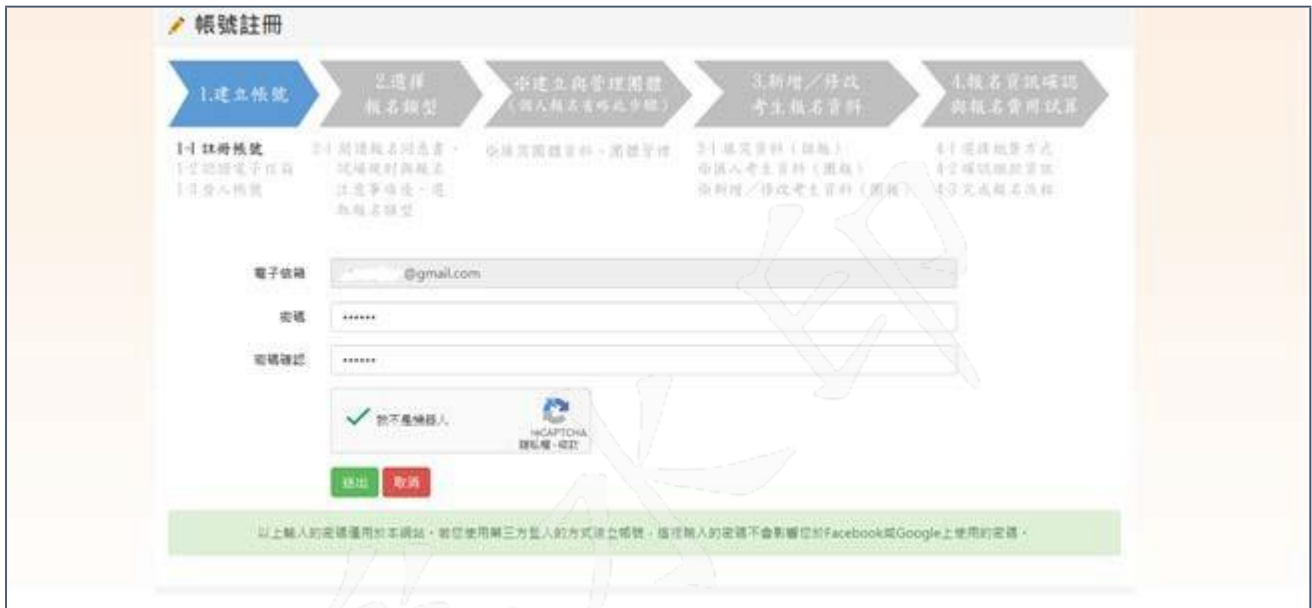 帳號註冊
1.建立帳號
2.選擇
報名類型
※建立與管理團體
(個人報名省略此步驟)
3.新增／修改
考生報名資料
4.報名資訊確認
與報名費用試算
1-1 註冊帳號
1-2 認證電子信箱
1-3 登入帳號
2-1 閱讀報名同意書、
試場規則與報名
注意事項後，選
取報名類型
※填寫團體資料、團體管理
3-1 填寫資料（個報）
※匯入考生資料（團報）
※新增／修改考生資料（團報）
4-1 選擇繳費方式
4-2 確認繳款資訊
4-3 完成報名流程
電子信箱
@gmail.com
密碼
••••••
密碼確認
••••••
我不是機器人
reCAPTCHA
隱私權 - 條款
送出
取消
以上輸入的密碼僅用於本網站，若您使用第三方登入的方式建立帳號，這裡輸入的密碼不會影響您於Facebook或Google上使用的密碼。
水印